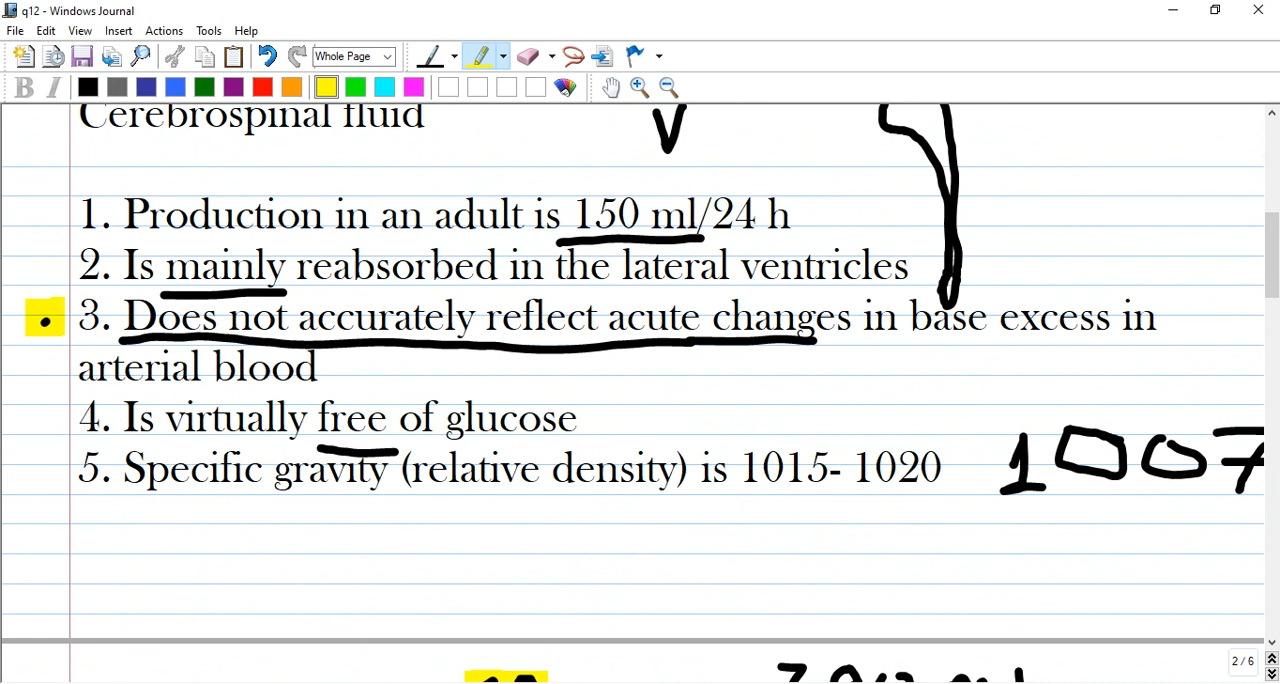 q12 - Windows Journal
File Edit View Insert Actions Tools Help
Whole Page
B I
Cerebrospinal fluid
V
1. Production in an adult is 150 ml/24 h
2. Is mainly reabsorbed in the lateral ventricles
3. Does not accurately reflect acute changes in base excess in
arterial blood
4. Is virtually free of glucose
5. Specific gravity (relative density) is 1015- 1020
1007
2 / 6